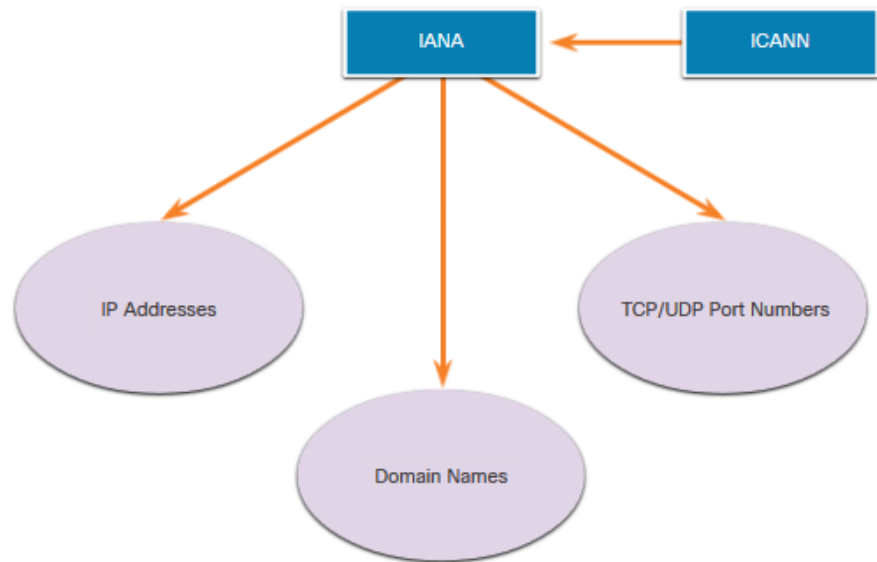 IANA
ICANN
IP Addresses
TCP/UDP Port Numbers
Domain Names